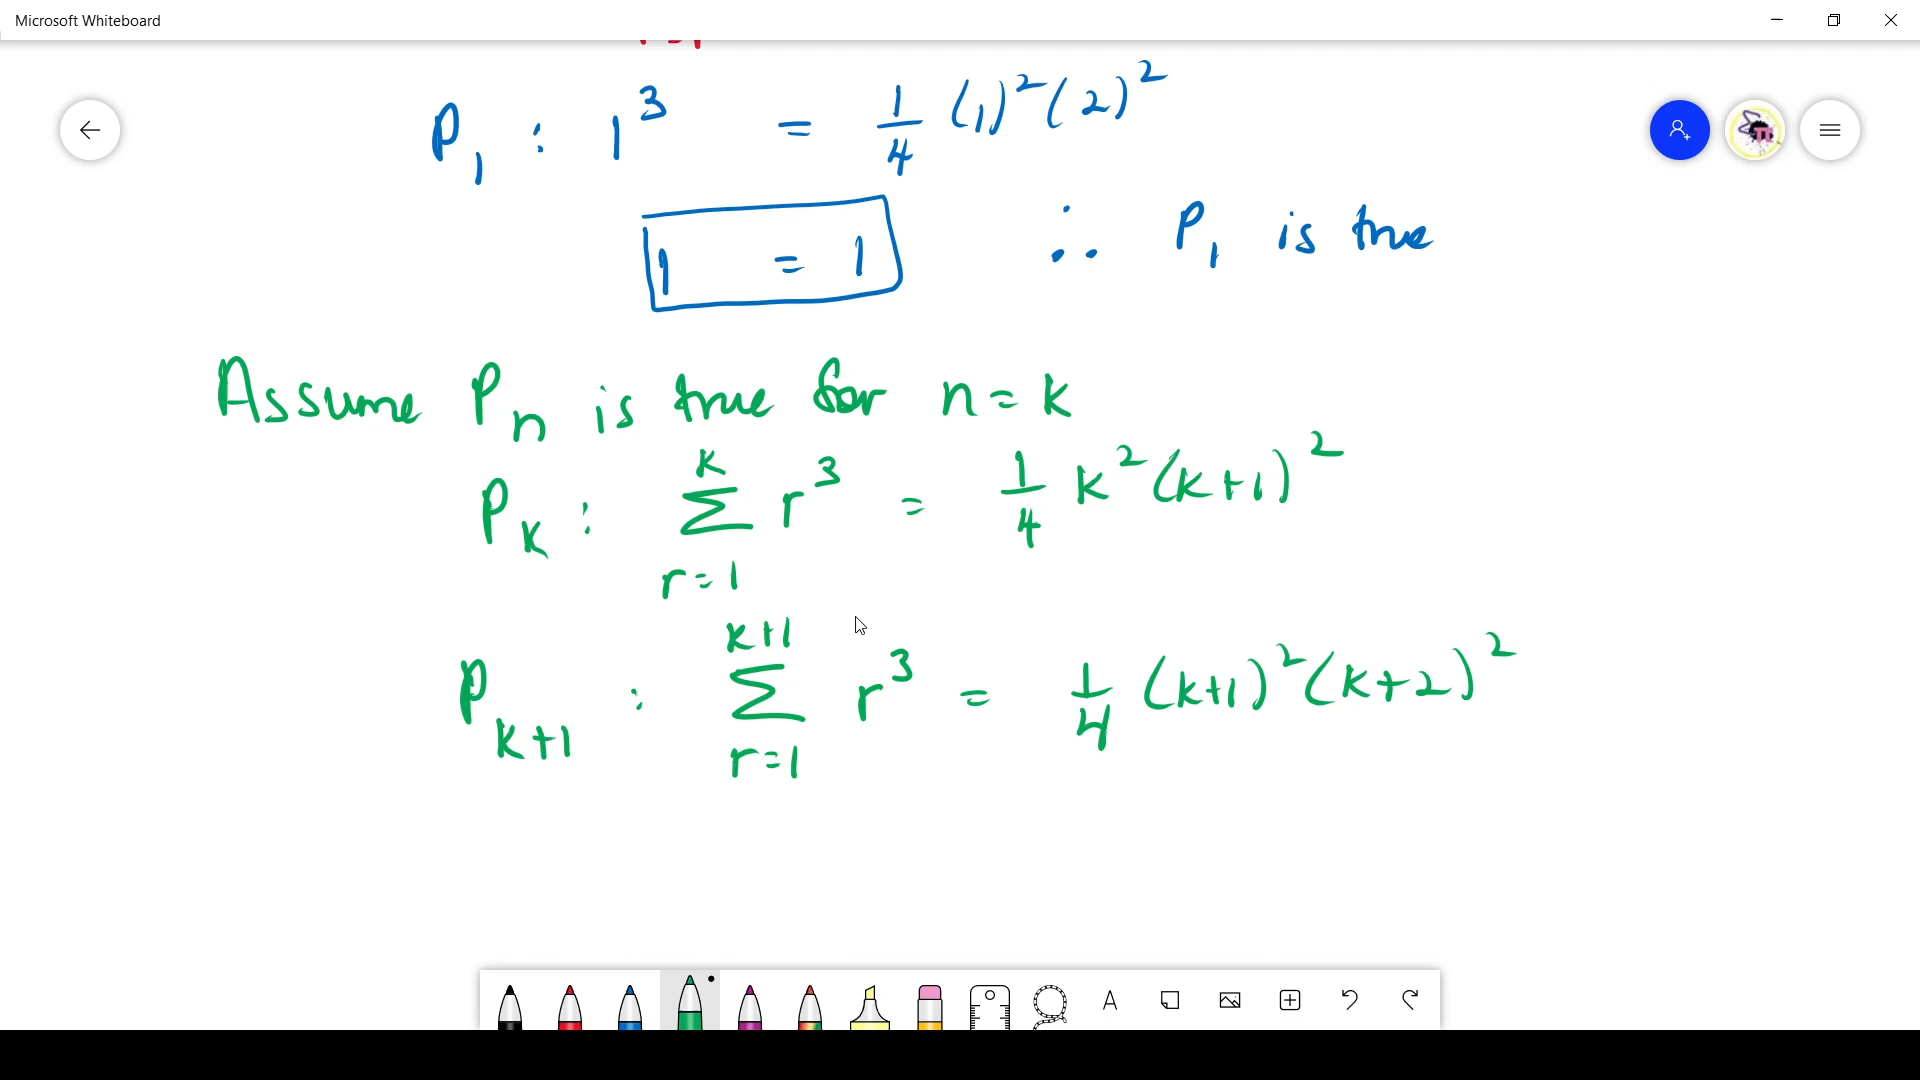 Microsoft Whiteboard
P₁ : 1³ = 1/4 (1)²(2)²
1 = 1 ∴ P₁ is true
Assume Pₙ is true for n = k
Pₖ : ∑_{r=1}^{k} r³ = 1/4 k²(k+1)²
Pₖ₊₁ : ∑_{r=1}^{k+1} r³ = 1/4 (k+1)²(k+2)²